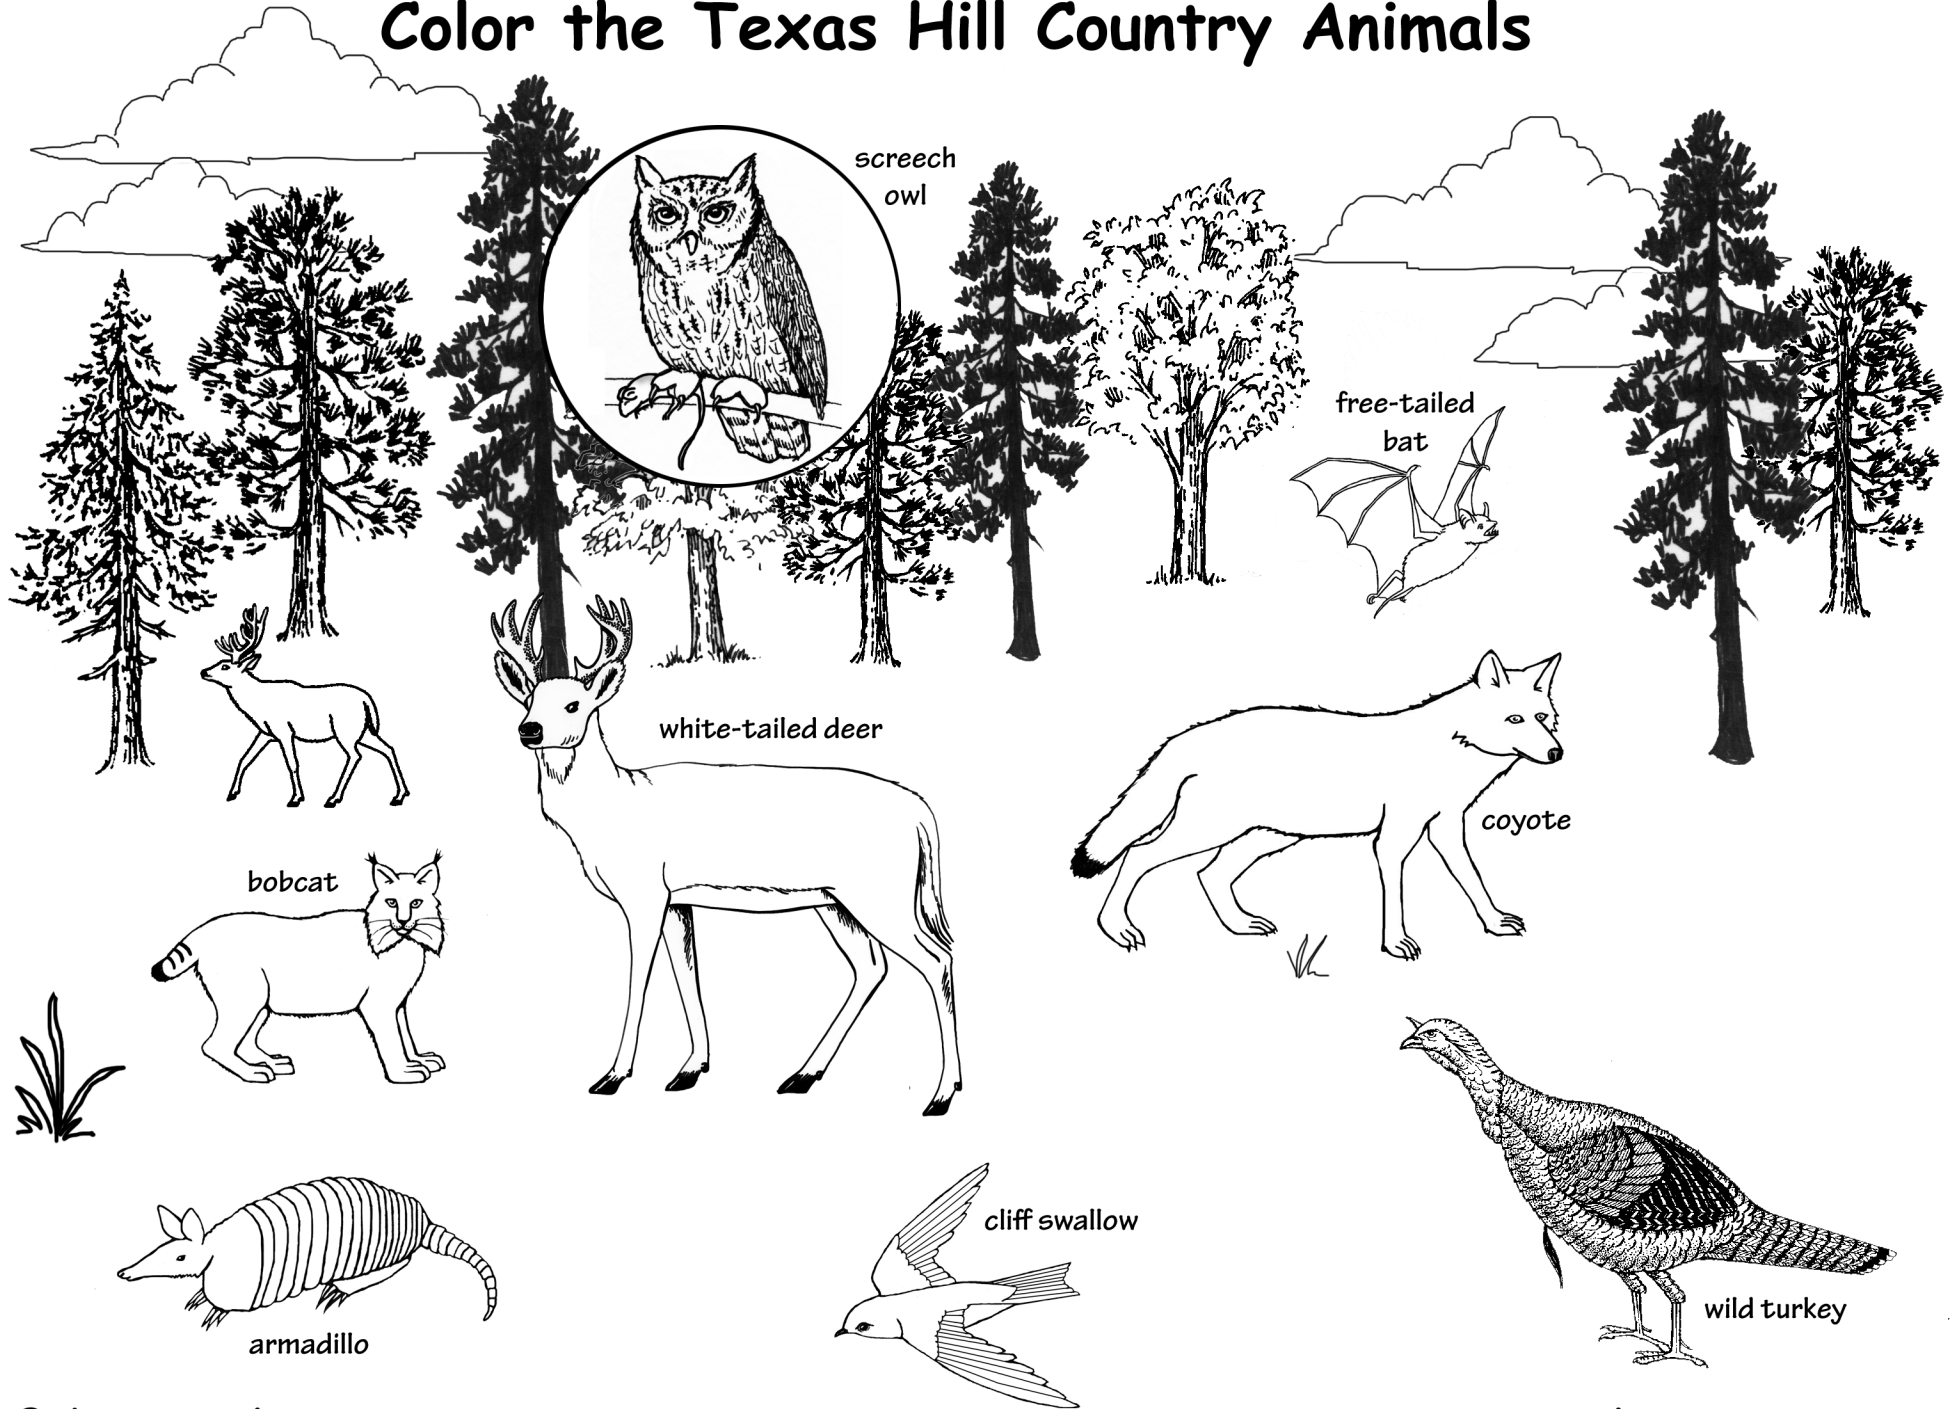 Color the Texas Hill Country Animals
screech
owl
free-tailed
bat
white-tailed deer
coyote
bobcat
cliff swallow
wild turkey
armadillo